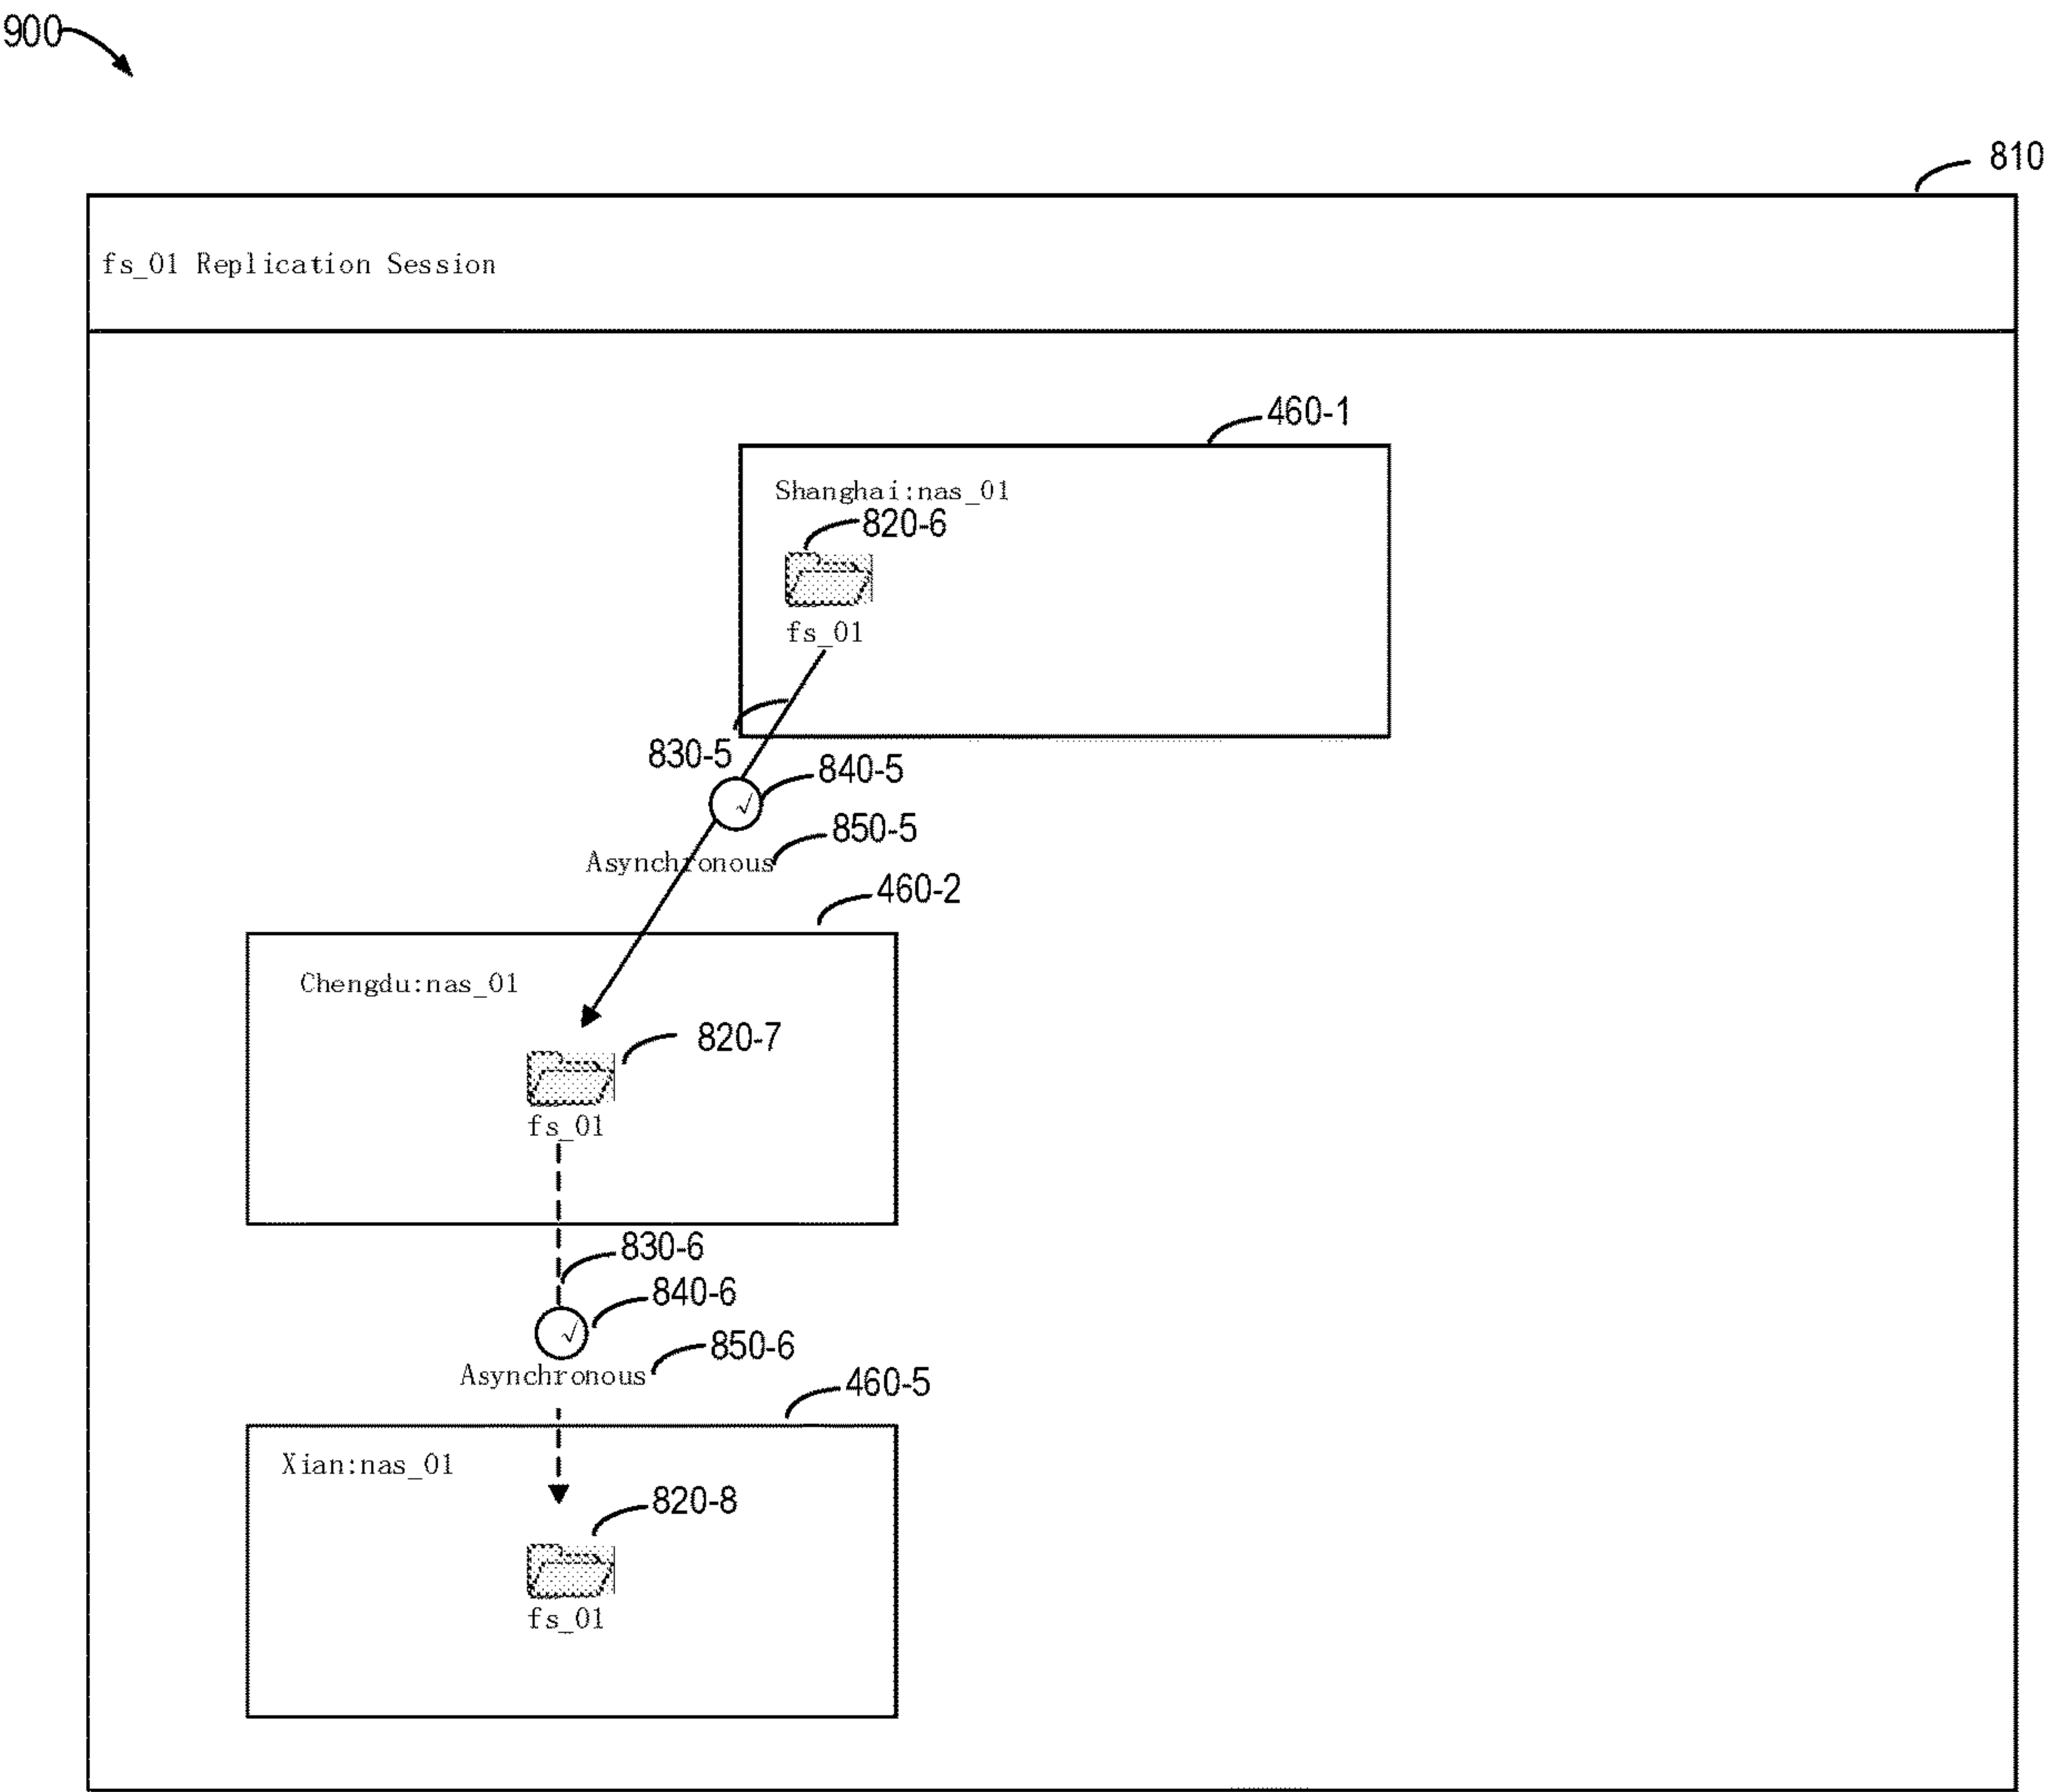 900
810
fs_01 Replication Session
460-1
Shanghai:nas_01
820-6
fs_01
830-5
840-5
√
850-5
Asynchronous
460-2
Chengdu:nas_01
820-7
fs_01
830-6
840-6
√
850-6
Asynchronous
460-5
Xian:nas_01
820-8
fs_01